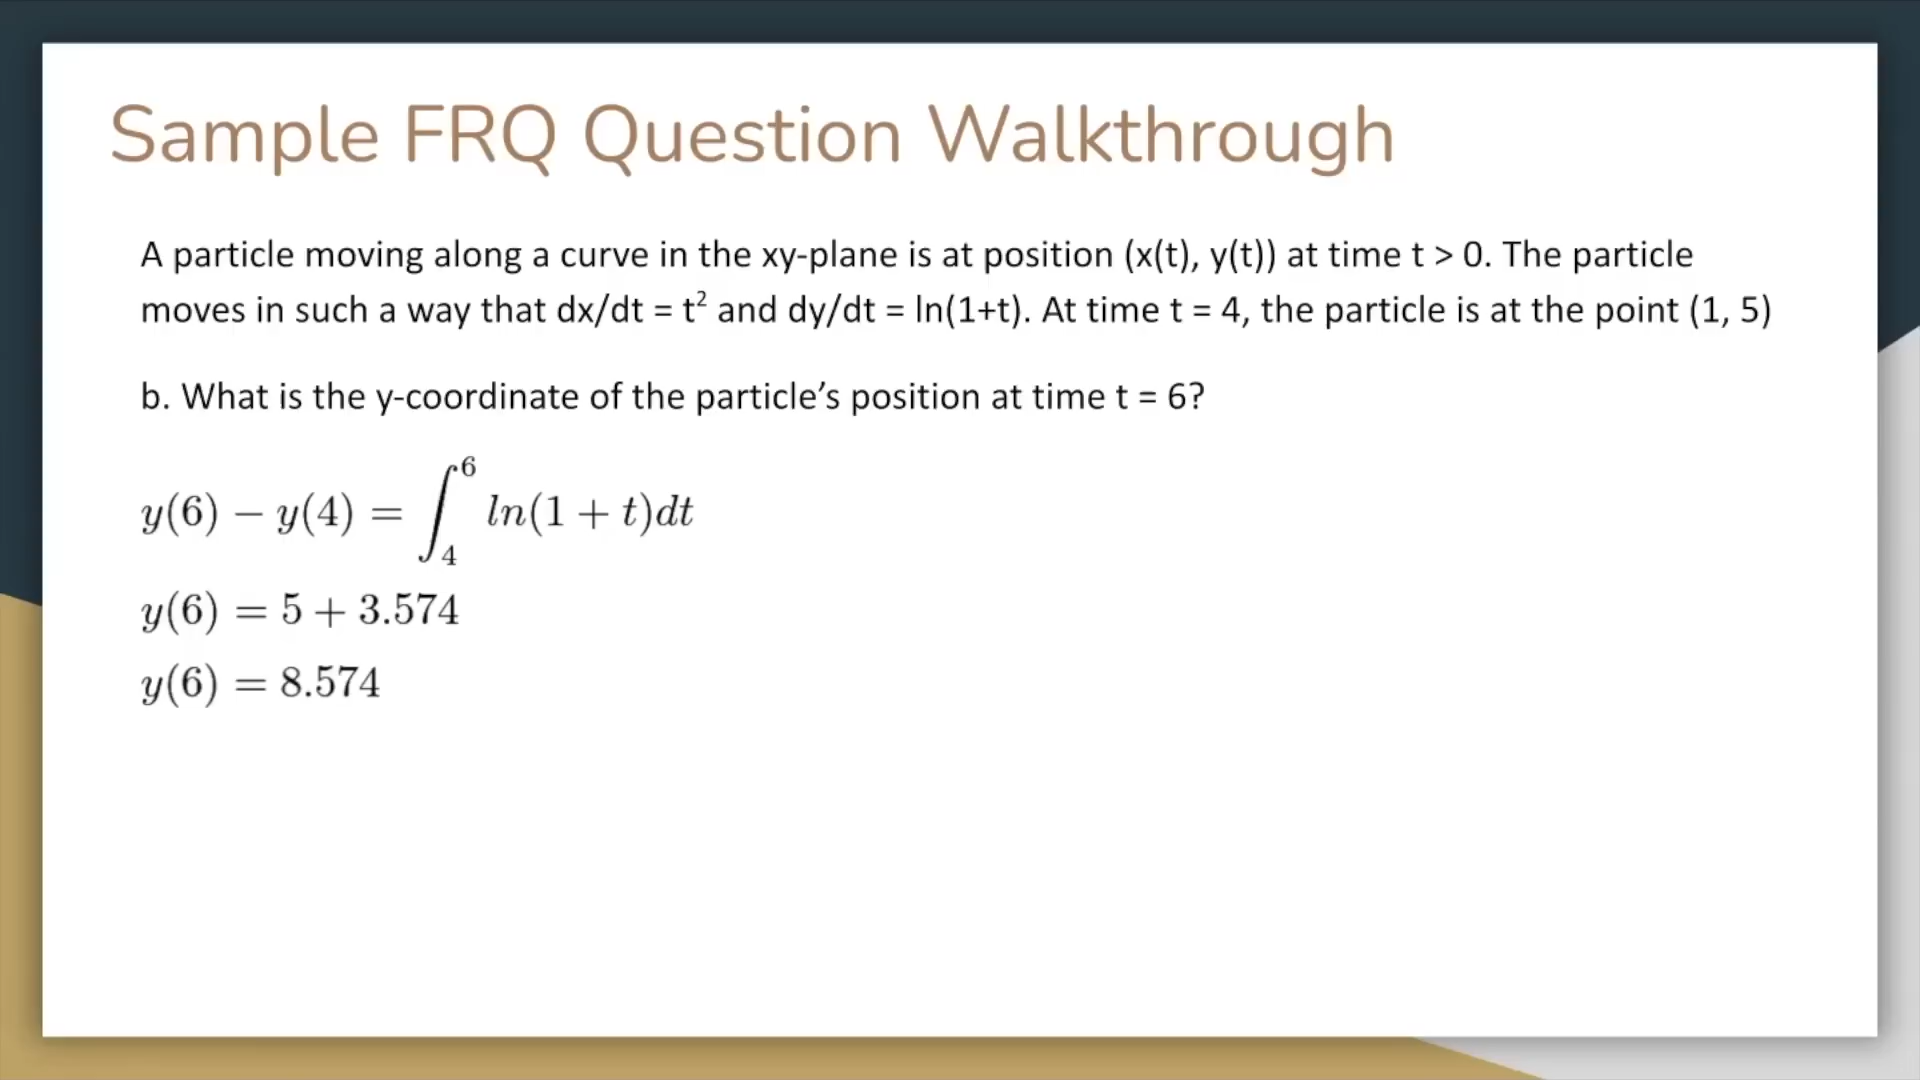 Sample FRQ Question Walkthrough
A particle moving along a curve in the xy-plane is at position (x(t), y(t)) at time t > 0. The particle
moves in such a way that dx/dt = t² and dy/dt = ln(1+t). At time t = 4, the particle is at the point (1, 5)
b. What is the y-coordinate of the particle’s position at time t = 6?
y(6) − y(4) = ∫₄⁶ ln(1 + t)dt
y(6) = 5 + 3.574
y(6) = 8.574